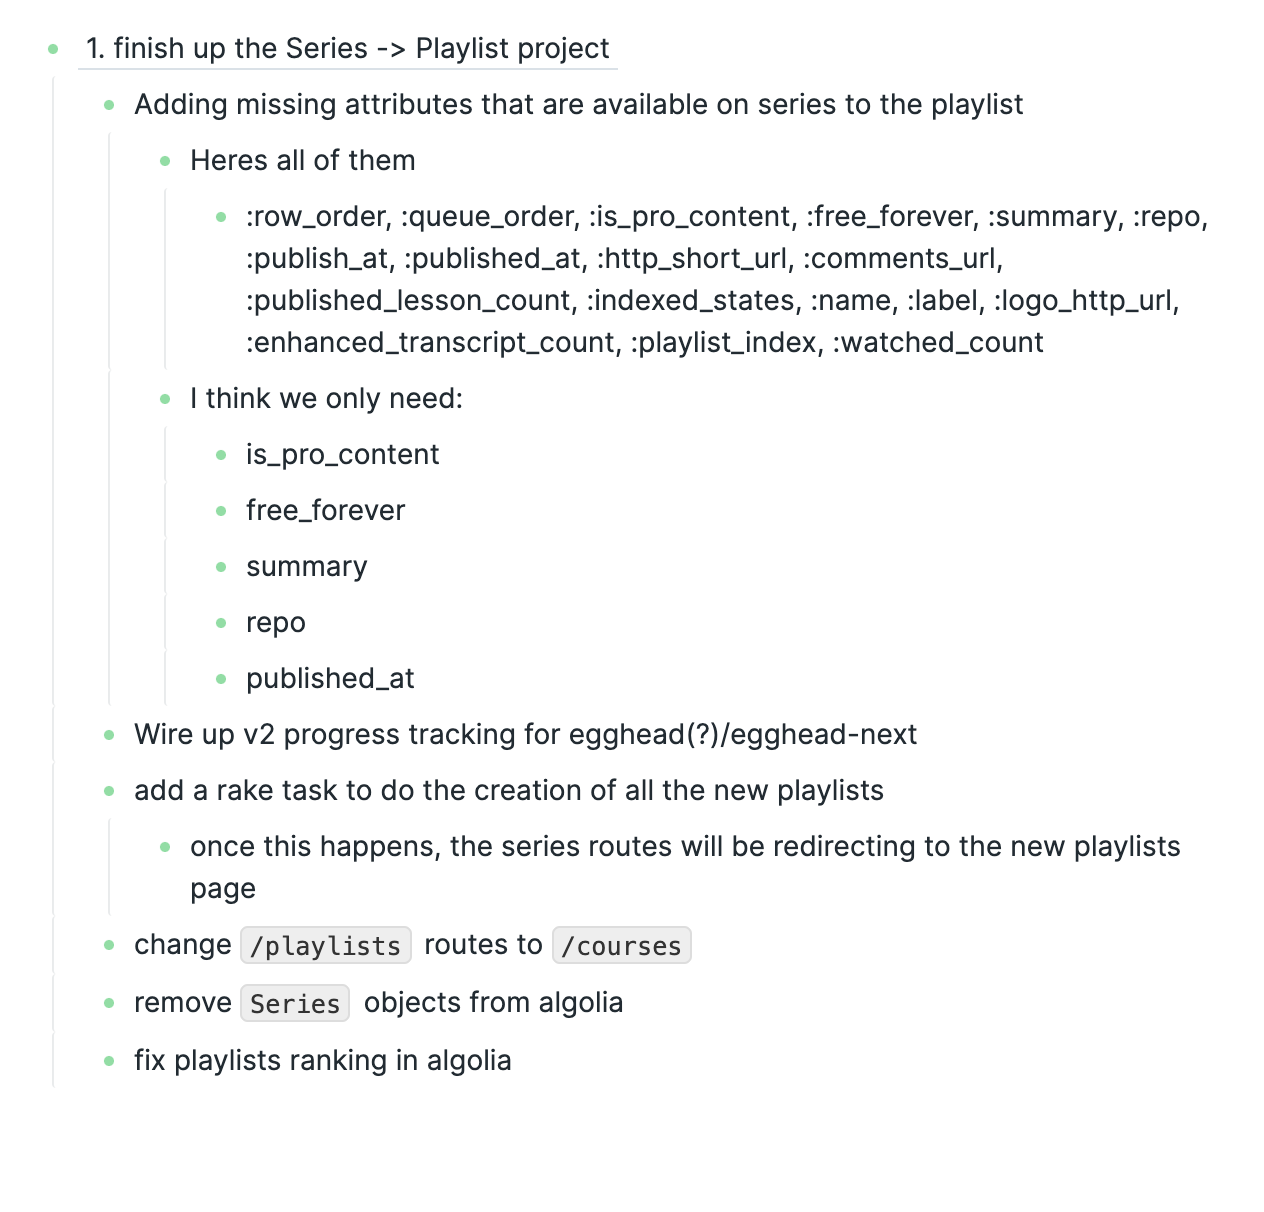 1. finish up the Series -> Playlist project
Adding missing attributes that are available on series to the playlist
Heres all of them
:row_order, :queue_order, :is_pro_content, :free_forever, :summary, :repo,
:publish_at, :published_at, :http_short_url, :comments_url,
:published_lesson_count, :indexed_states, :name, :label, :logo_http_url,
:enhanced_transcript_count, :playlist_index, :watched_count
I think we only need:
is_pro_content
free_forever
summary
repo
published_at
Wire up v2 progress tracking for egghead(?)/egghead-next
add a rake task to do the creation of all the new playlists
once this happens, the series routes will be redirecting to the new playlists
page
change /playlists routes to /courses
remove Series objects from algolia
fix playlists ranking in algolia